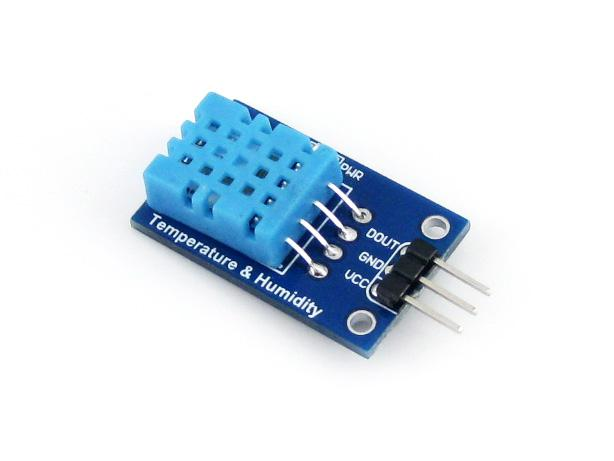 PWR
DOUT
GND
VCC
Temperature & Humidity